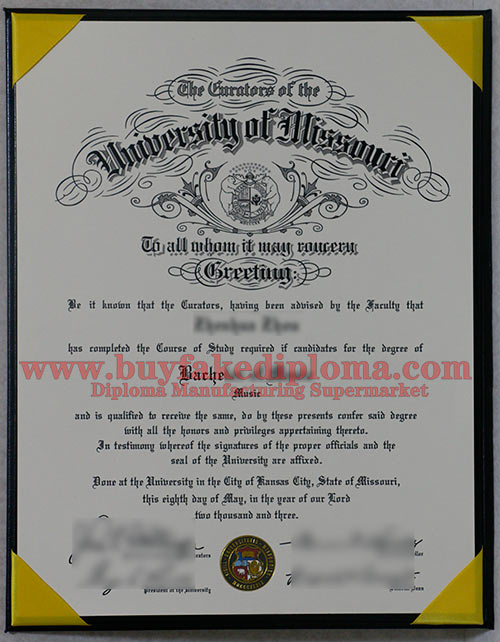 The Curators of the
University of Missouri
To all whom it may concern
Greeting:
Be it known that the Curators, having been advised by the Faculty that
has completed the Course of Study required if candidates for the degree of
www.buyfakediploma.com
Bache
Diploma Manufacturing Supermarket
Music
and is qualified to receive the same, do by these presents confer said degree
with all the honors and privileges appertaining thereto.
In testimony whereof the signatures of the proper officials and the
seal of the University are affixed.
Done at the University in the City of Kansas City, State of Missouri,
this eighth day of May, in the year of our Lord
two thousand and three.
President of the University